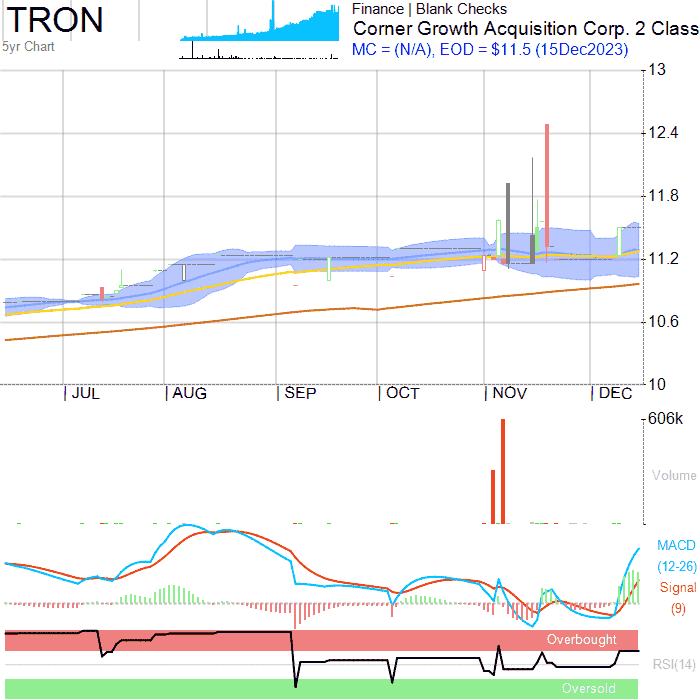 TRON
5yr Chart
Finance | Blank Checks
Corner Growth Acquisition Corp. 2 Class
MC = (N/A), EOD = $11.5 (15Dec2023)
13
12.4
11.8
11.2
10.6
10
JUL
AUG
SEP
OCT
NOV
DEC
606k
Volume
MACD
(12-26)
Signal
(9)
Overbought
RSI(14)
Oversold